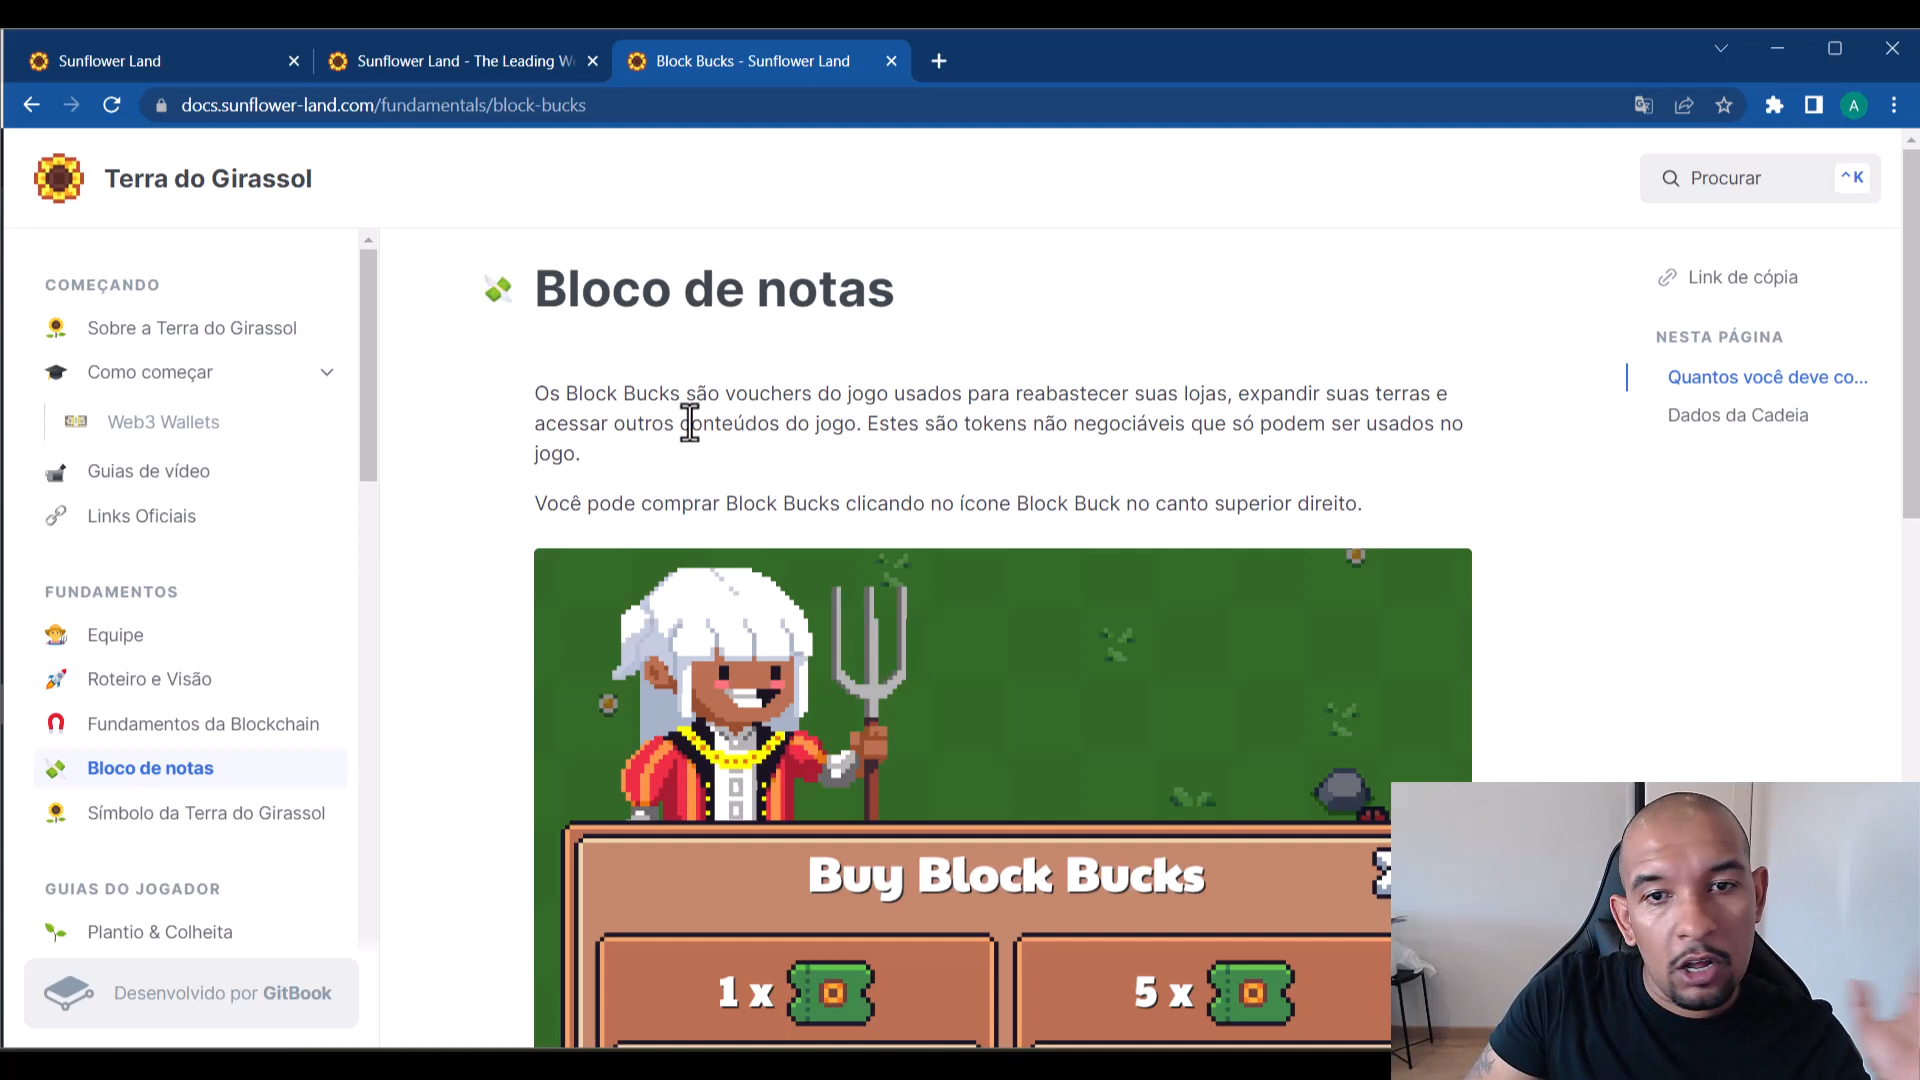 Sunflower Land
Sunflower Land - The Leading W
Block Bucks - Sunflower Land
docs.sunflower-land.com/fundamentals/block-bucks
A
Terra do Girassol
Procurar
^K
COMEÇANDO
Sobre a Terra do Girassol
Como começar
Web3 Wallets
Guias de vídeo
Links Oficiais
FUNDAMENTOS
Equipe
Roteiro e Visão
Fundamentos da Blockchain
Bloco de notas
Símbolo da Terra do Girassol
GUIAS DO JOGADOR
Plantio & Colheita
Desenvolvido por GitBook
Bloco de notas
Os Block Bucks são vouchers do jogo usados para reabastecer suas lojas, expandir suas terras e
acessar outros conteúdos do jogo. Estes são tokens não negociáveis que só podem ser usados no
jogo.
Você pode comprar Block Bucks clicando no ícone Block Buck no canto superior direito.
Buy Block Bucks
1 x
5 x
Link de cópia
NESTA PÁGINA
Quantos você deve co...
Dados da Cadeia